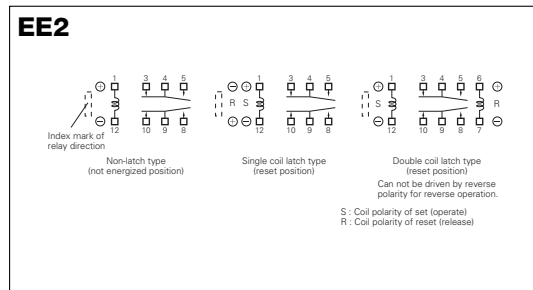 EE2
1 3 4 5
12 10 9 8
Index mark of
relay direction
Non-latch type
(not energized position)
R S
1 3 4 5
12 10 9 8
Single coil latch type
(reset position)
S R
1 3 4 5 6
12 10 9 8 7
Double coil latch type
(reset position)
Can not be driven by reverse
polarity for reverse operation.
S : Coil polarity of set (operate)
R : Coil polarity of reset (release)